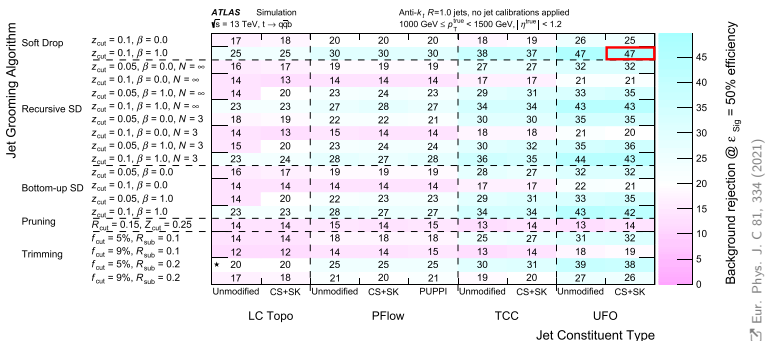 ATLAS Simulation Anti-kt R=1.0 jets, no jet calibrations applied
√s = 13 TeV, t → qq̄b 1000 GeV ≤ pT^true < 1500 GeV, |η^true| < 1.2
Jet Grooming Algorithm
Soft Drop
zcut = 0.1, β = 0.0 17 18 20 20 20 18 19 26 25
zcut = 0.1, β = 1.0 25 25 30 30 30 38 37 47 47
Recursive SD
zcut = 0.05, β = 0.0, N = ∞ 16 17 19 19 19 27 27 32 32
zcut = 0.1, β = 0.0, N = ∞ 14 13 14 14 14 17 17 21 21
zcut = 0.05, β = 1.0, N = ∞ 14 20 23 24 23 29 31 33 35
zcut = 0.1, β = 1.0, N = ∞ 23 23 27 28 27 34 34 43 43
zcut = 0.05, β = 0.0, N = 3 18 19 22 22 21 30 30 35 35
zcut = 0.1, β = 0.0, N = 3 14 13 15 14 14 18 18 21 20
zcut = 0.05, β = 1.0, N = 3 15 20 23 24 23 30 32 35 36
zcut = 0.1, β = 1.0, N = 3 23 24 28 27 28 36 35 44 43
Bottom-up SD
zcut = 0.05, β = 0.0 16 17 19 19 19 28 27 32 32
zcut = 0.1, β = 0.0 14 14 14 14 14 17 17 22 21
zcut = 0.05, β = 1.0 14 20 22 23 23 29 31 33 35
zcut = 0.1, β = 1.0 23 23 28 27 27 34 34 43 42
Pruning
Rcut = 0.15, Zcut = 0.25 14 14 15 14 15 14 13 13 14
Trimming
fcut = 5%, Rsub = 0.1 14 14 18 18 18 25 27 31 32
fcut = 9%, Rsub = 0.1 12 12 14 14 15 13 14 18 19
fcut = 5%, Rsub = 0.2 ★ 20 20 25 25 25 30 31 39 38
fcut = 9%, Rsub = 0.2 17 18 21 20 21 19 20 27 26
Unmodified CS+SK Unmodified CS+SK PUPPI Unmodified CS+SK Unmodified CS+SK
LC Topo PFlow TCC UFO
Jet Constituent Type
45
40
35
30
25
20
15
10
5
0
Background rejection @ εSig = 50% efficiency
Eur. Phys. J. C 81, 334 (2021)